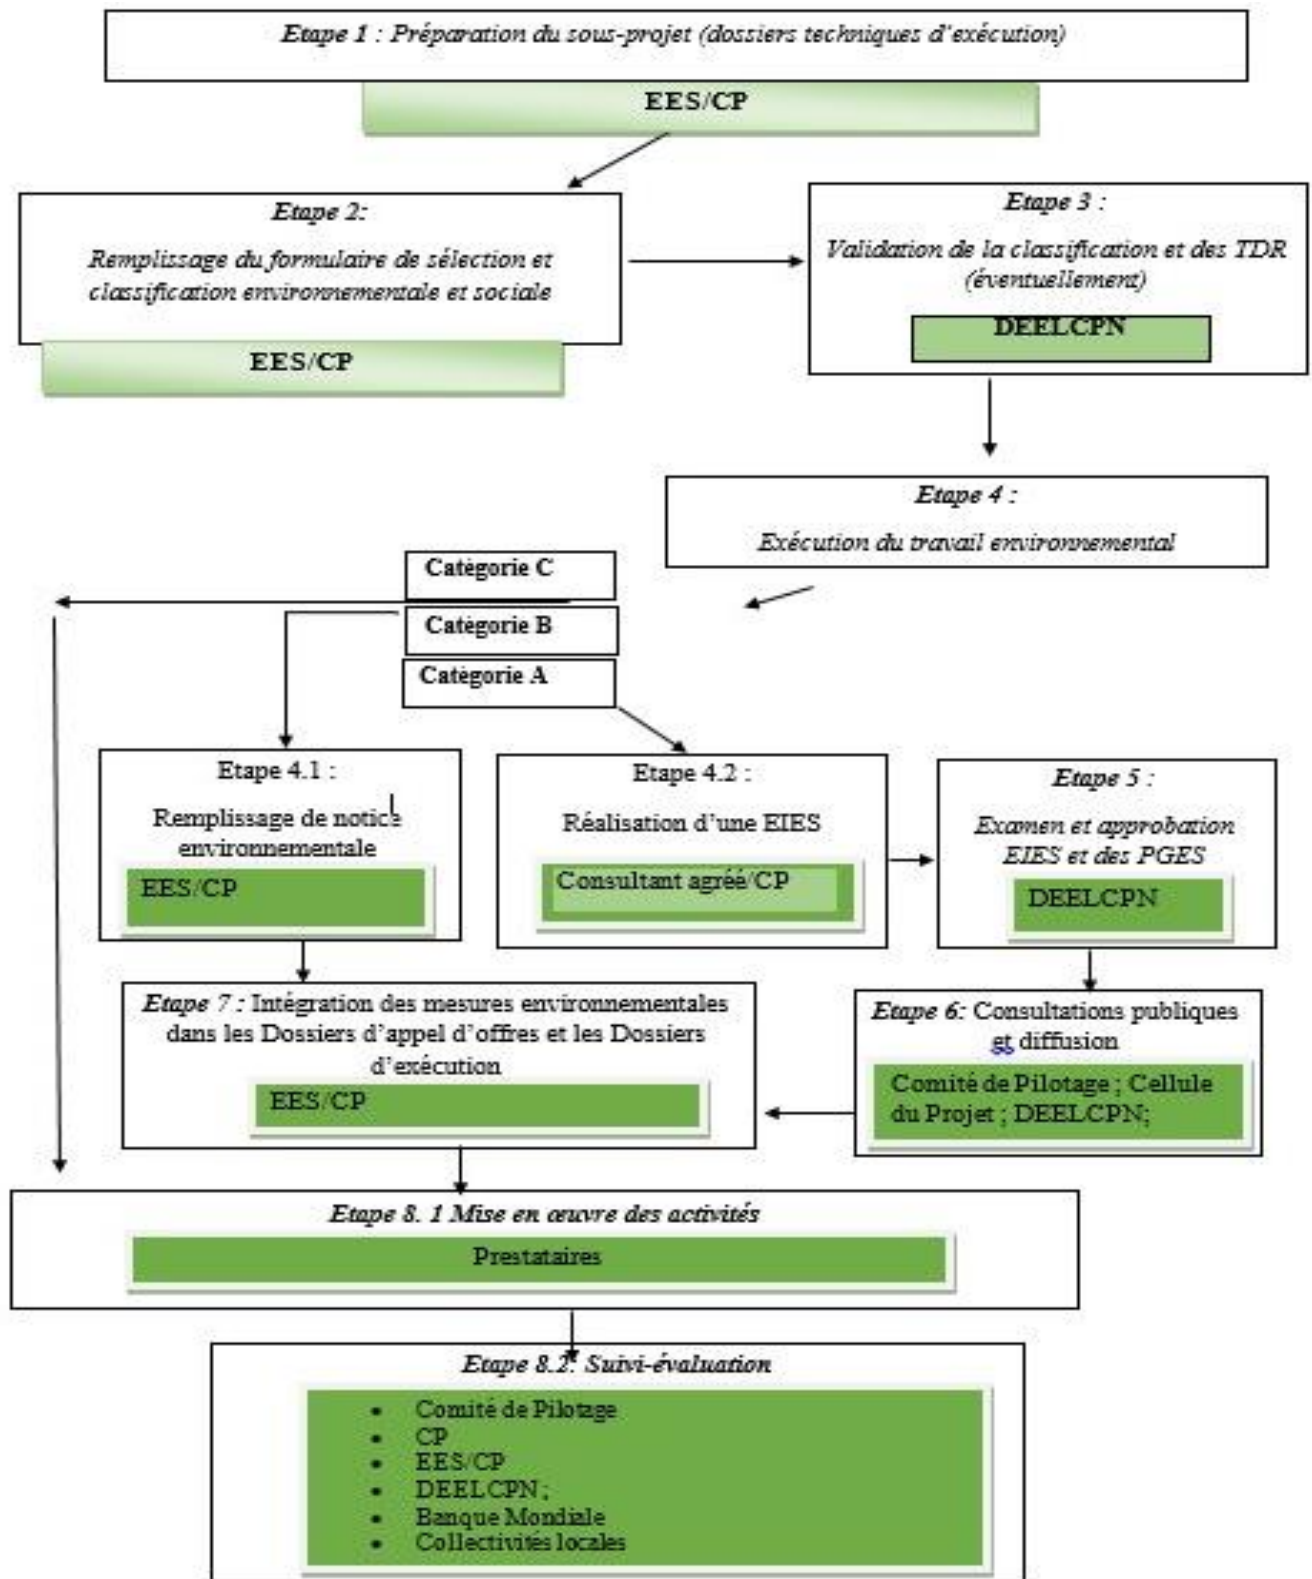 Etape 1 : Préparation du sous-projet (dossiers techniques d'exécution)
EES/CP
Etape 2:
Remplissage du formulaire de sélection et
classification environnementale et sociale
EES/CP
Etape 3 :
Validation de la classification et des TDR
(éventuellement)
DEELCPN
Etape 4 :
Exécution du travail environnemental
Catégorie C
Catégorie B
Catégorie A
Etape 4.1 :
Remplissage de notice
environnementale
EES/CP
Etape 4.2 :
Réalisation d'une EIES
Consultant agréé/CP
Etape 5 :
Examen et approbation
EIES et des PGES
DEELCPN
Etape 6: Consultations publiques
et diffusion
Comité de Pilotage ; Cellule
du Projet ; DEELCPN;
Etape 7 : Intégration des mesures environnementales
dans les Dossiers d'appel d'offres et les Dossiers
d'exécution
EES/CP
Etape 8. 1 Mise en œuvre des activités
Prestataires
Etape 8.2: Suivi-évaluation
• Comité de Pilotage
• CP
• EES/CP
• DEELCPN ;
• Banque Mondiale
• Collectivités locales